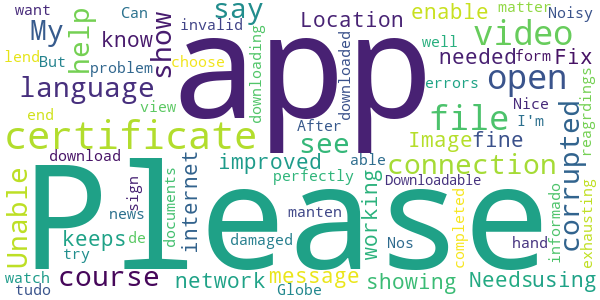 want Can invalid say Location enable matter Noisy
My But know show app video well form Nice
lend problem choose downloading downloaded needed Fix
help language view open errors I'm reagrdings
end certificate After see file Image fine corrupted
download improved able connection
Unable sign documents internet perfectly working Downloadable
Please
keeps news de damaged manten Nos completed hand informado exhausting
watch try course network message showing Needs using
tudo Globe